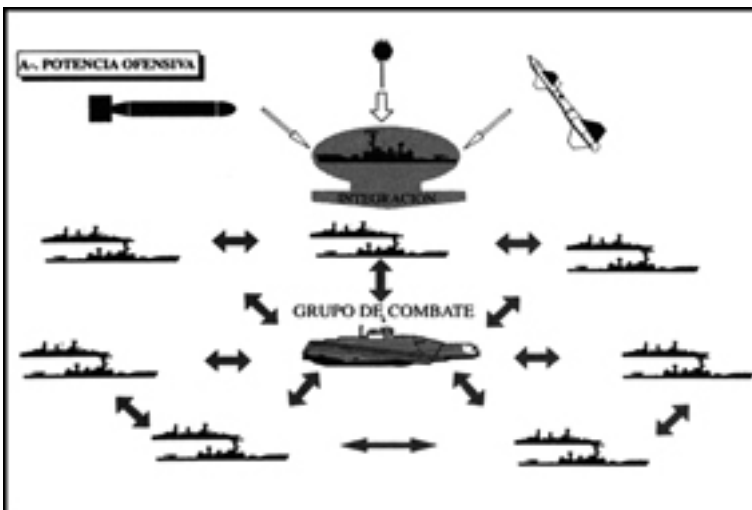 A-. POTENCIA OFENSIVA
INTEGRACION
GRUPO DE COMBATE